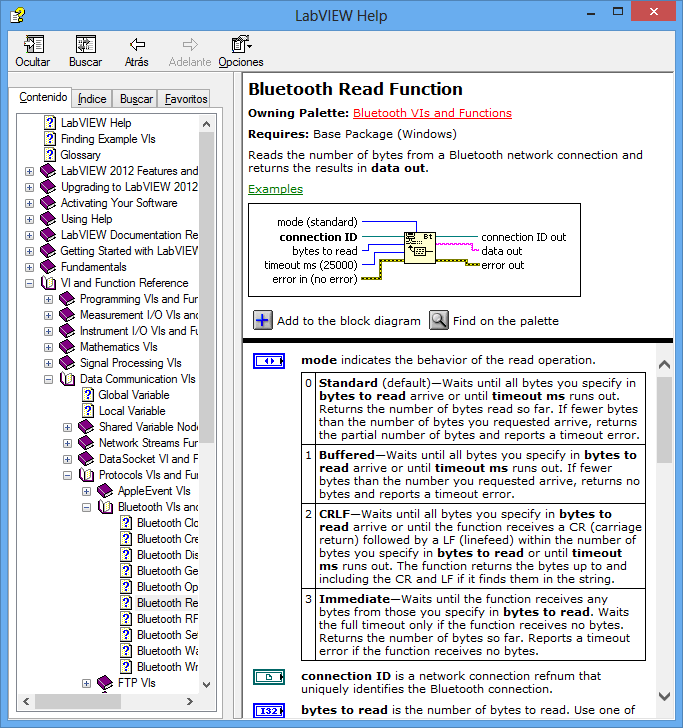 LabVIEW Help
Ocultar Buscar Atrás Adelante Opciones
Contenido Índice Buscar Favoritos
LabVIEW Help
Finding Example VIs
Glossary
LabVIEW 2012 Features and
Upgrading to LabVIEW 2012
Activating Your Software
Using Help
LabVIEW Documentation Re
Getting Started with LabVIEW
Fundamentals
VI and Function Reference
Programming VIs and Fun
Measurement I/O VIs and
Instrument I/O VIs and Fu
Mathematics VIs
Signal Processing VIs
Data Communication VIs
Global Variable
Local Variable
Shared Variable Node
Network Streams Fun
DataSocket VI and F
Protocols VIs and Fun
AppleEvent VIs
Bluetooth VIs and
Bluetooth Clo
Bluetooth Cre
Bluetooth Dis
Bluetooth Ge
Bluetooth Op
Bluetooth Re
Bluetooth RF
Bluetooth Set
Bluetooth Wa
Bluetooth Wr
FTP VIs
Bluetooth Read Function
Owning Palette: Bluetooth VIs and Functions
Requires: Base Package (Windows)
Reads the number of bytes from a Bluetooth network connection and
returns the results in data out.
Examples
mode (standard)
connection ID
bytes to read
timeout ms (25000)
error in (no error)
Bt
connection ID out
data out
error out
Add to the block diagram Find on the palette
mode indicates the behavior of the read operation.
0 Standard (default)—Waits until all bytes you specify in
bytes to read arrive or until timeout ms runs out.
Returns the number of bytes read so far. If fewer bytes
than the number of bytes you requested arrive, returns
the partial number of bytes and reports a timeout error.
1 Buffered—Waits until all bytes you specify in bytes to
read arrive or until timeout ms runs out. If fewer
bytes than the number you requested arrive, returns no
bytes and reports a timeout error.
2 CRLF—Waits until all bytes you specify in bytes to
read arrive or until the function receives a CR (carriage
return) followed by a LF (linefeed) within the number of
bytes you specify in bytes to read or until timeout
ms runs out. The function returns the bytes up to and
including the CR and LF if it finds them in the string.
3 Immediate—Waits until the function receives any
bytes from those you specify in bytes to read. Waits
the full timeout only if the function receives no bytes.
Returns the number of bytes so far. Reports a timeout
error if the function receives no bytes.
connection ID is a network connection refnum that
uniquely identifies the Bluetooth connection.
I32 bytes to read is the number of bytes to read. Use one of